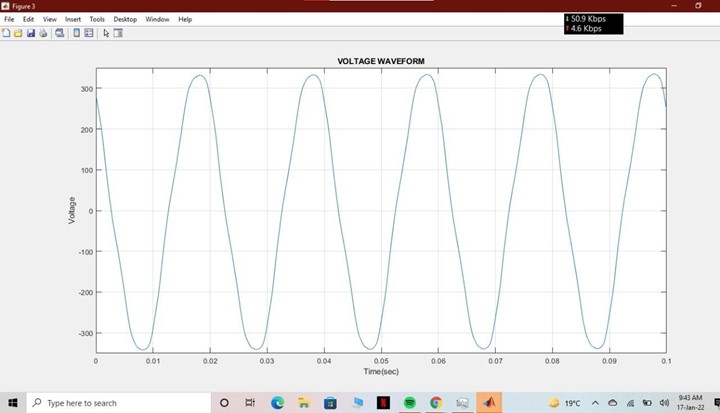 Figure 3
File Edit View Insert Tools Desktop Window Help
50.9 Kbps
4.6 Kbps
VOLTAGE WAVEFORM
300
200
100
0
-100
-200
-300
Voltage
0 0.01 0.02 0.03 0.04 0.05 0.06 0.07 0.08 0.09 0.1
Time(sec)
Type here to search
N
19°C
9:43 AM
17-Jan-22